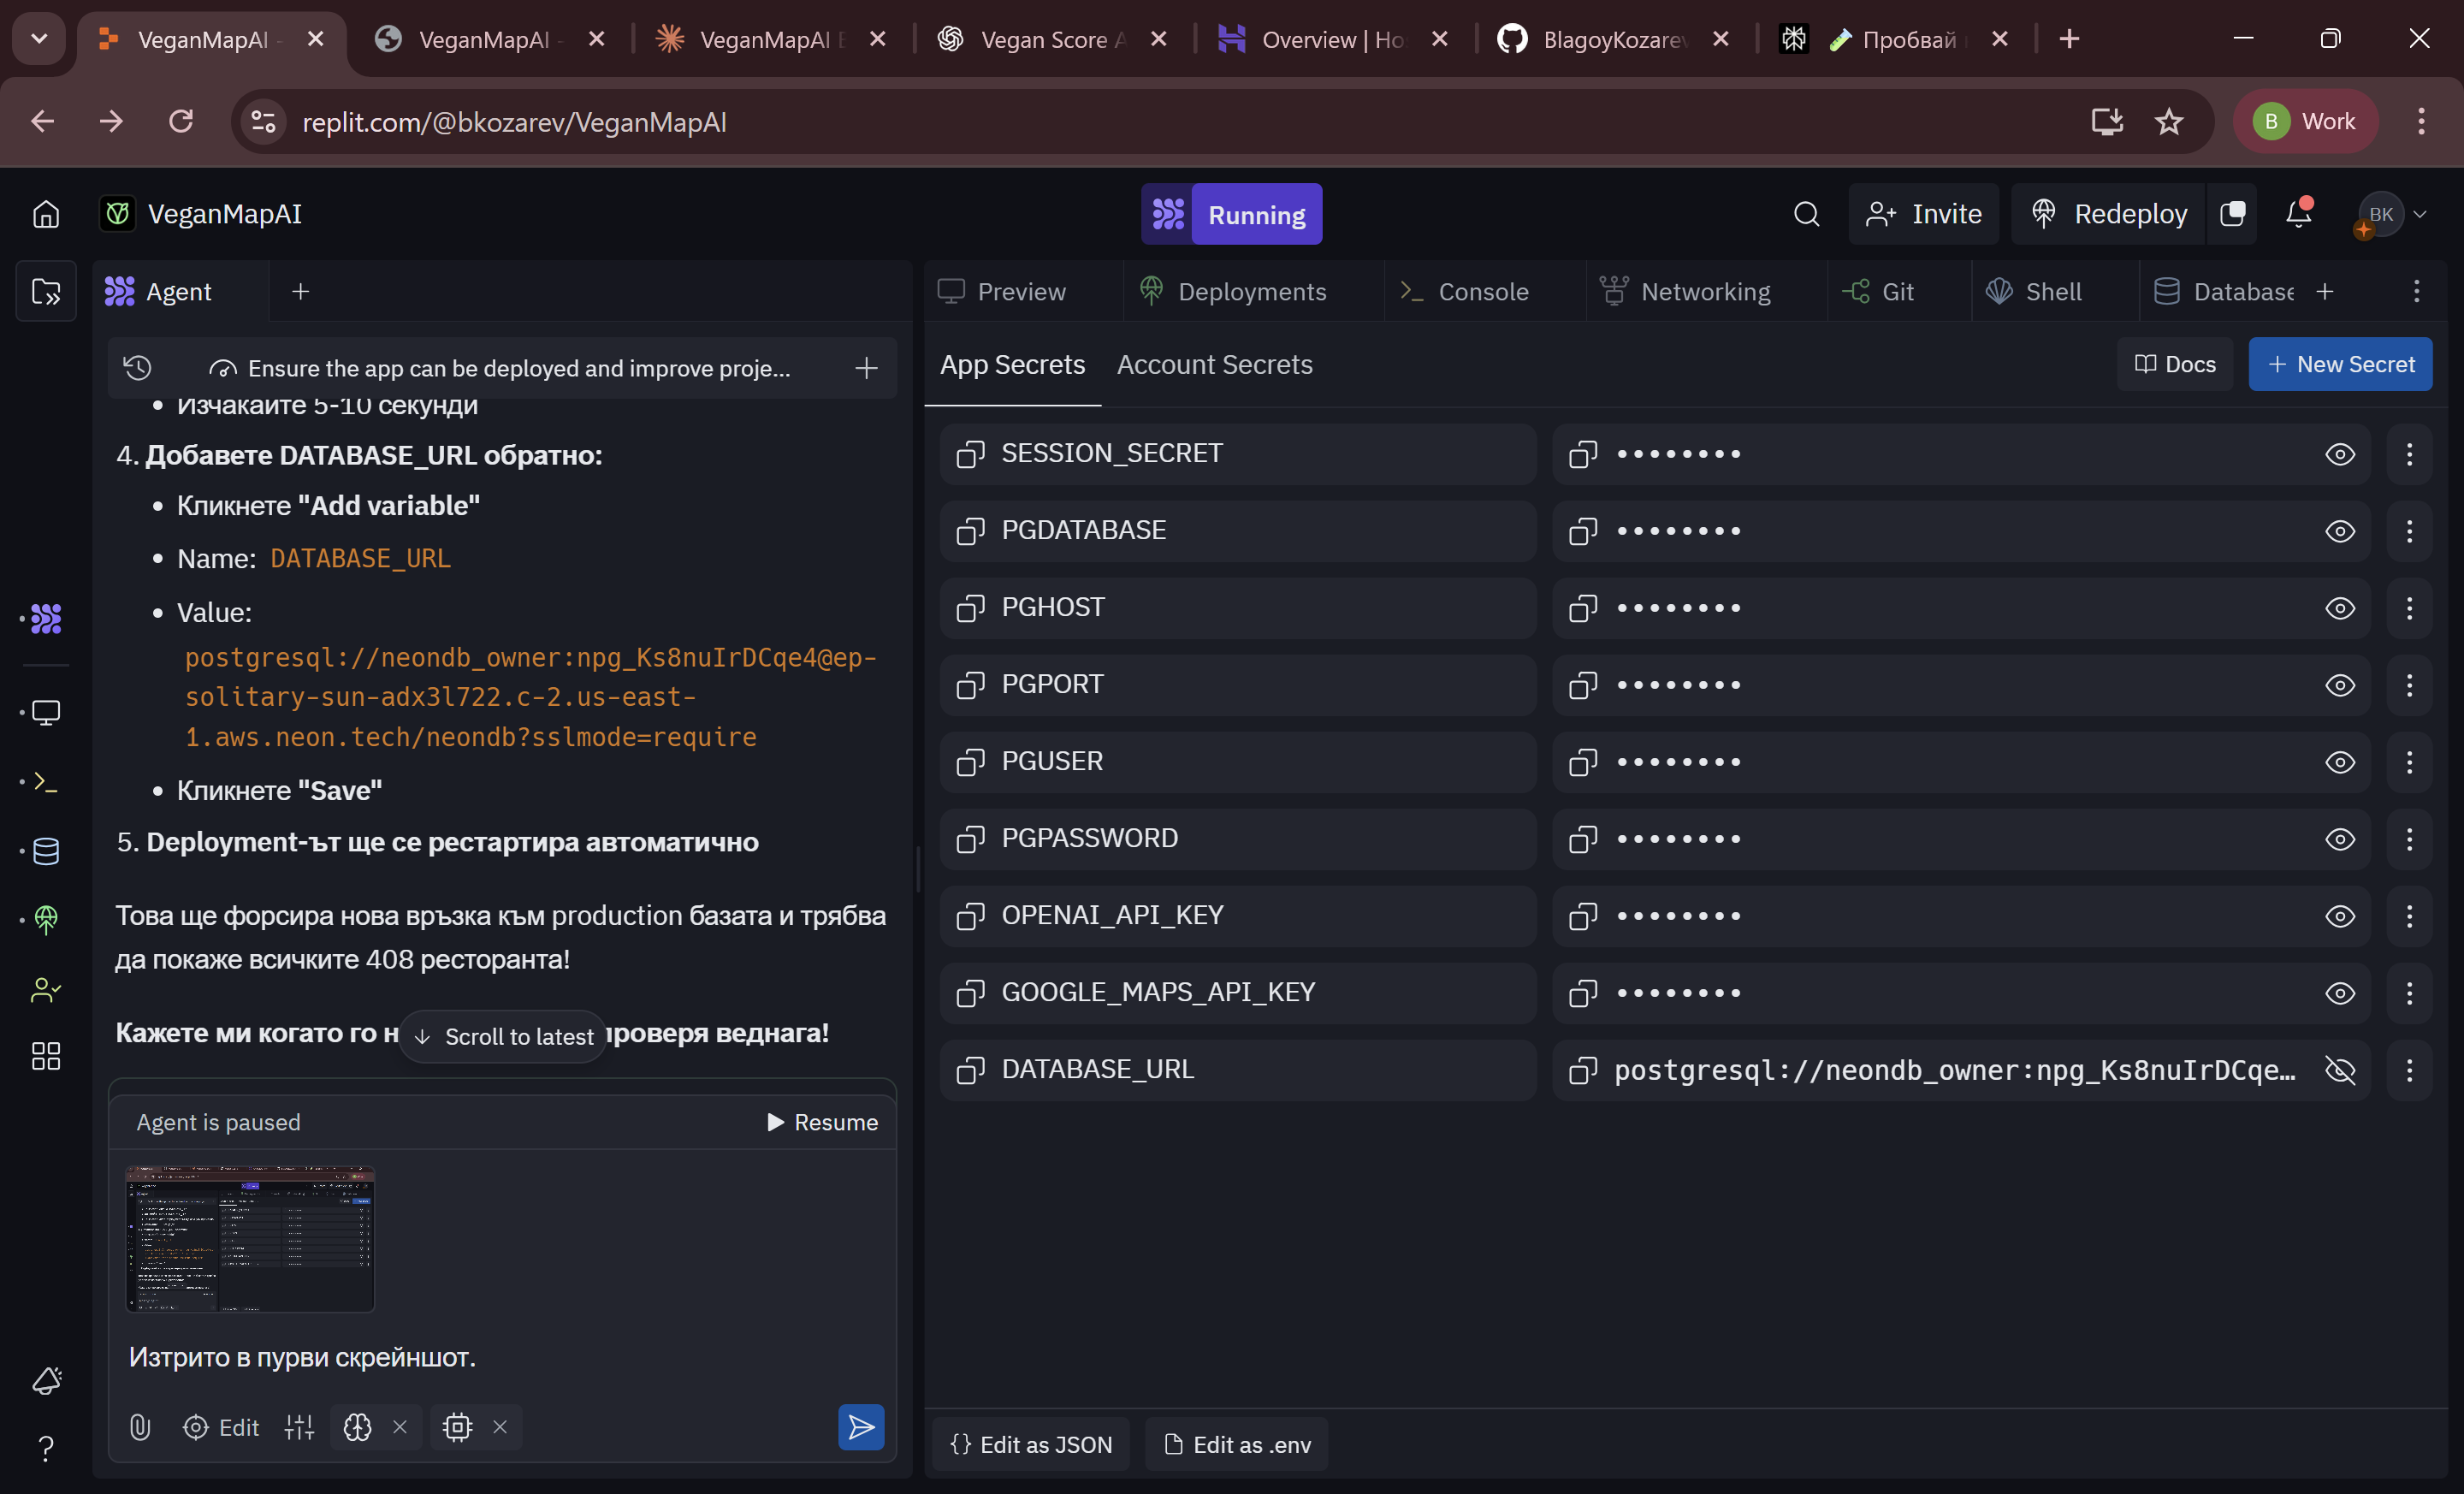 VeganMapAI -
VeganMapAI -
VeganMapAI E
Vegan Score A
Overview | Ho
BlagoyKozarev
Пробвай
replit.com/@bkozarev/VeganMapAI
B
Work
VeganMapAI
Running
Invite
Redeploy
BK
Agent
Preview
Deployments
Console
Networking
Git
Shell
Database
Ensure the app can be deployed and improve proje...
App Secrets
Account Secrets
Docs
New Secret
• Изчакайте 5-10 секунди
4. Добавете DATABASE_URL обратно:
• Кликнете "Add variable"
• Name: DATABASE_URL
• Value:
postgresql://neondb_owner:npg_Ks8nuIrDCqe4@ep-
solitary-sun-adx3l722.c-2.us-east-
1.aws.neon.tech/neondb?sslmode=require
• Кликнете "Save"
5. Deployment-ът ще се рестартира автоматично
Това ще форсира нова връзка към production базата и трябва
да покаже всичките 408 ресторанта!
Кажете ми когато го н
Scroll to latest
проверя веднага!
Agent is paused
Resume
Изтрито в пурви скрейншот.
Edit
SESSION_SECRET
PGDATABASE
PGHOST
PGPORT
PGUSER
PGPASSWORD
OPENAI_API_KEY
GOOGLE_MAPS_API_KEY
DATABASE_URL
postgresql://neondb_owner:npg_Ks8nuIrDCqe...
{} Edit as JSON
Edit as .env